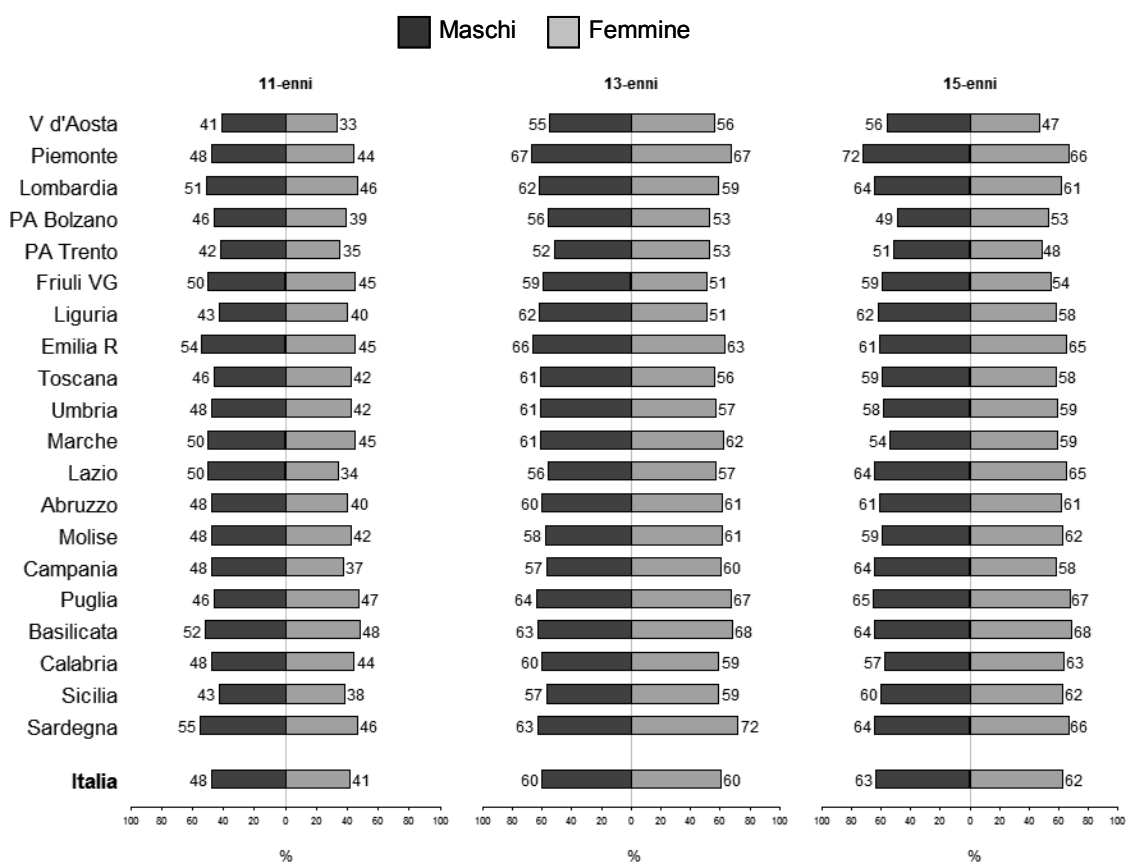 Maschi Femmine
11-enni 13-enni 15-enni
V d'Aosta 41 33 55 56 56 47
Piemonte 48 44 67 67 72 66
Lombardia 51 46 62 59 64 61
PA Bolzano 46 39 56 53 49 53
PA Trento 42 35 52 53 51 48
Friuli VG 50 45 59 51 59 54
Liguria 43 40 62 51 62 58
Emilia R 54 45 66 63 61 65
Toscana 46 42 61 56 59 58
Umbria 48 42 61 57 58 59
Marche 50 45 61 62 54 59
Lazio 50 34 56 57 64 65
Abruzzo 48 40 60 61 61 61
Molise 48 42 58 61 59 62
Campania 48 37 57 60 64 58
Puglia 46 47 64 67 65 67
Basilicata 52 48 63 68 64 68
Calabria 48 44 60 59 57 63
Sicilia 43 38 57 59 60 62
Sardegna 55 46 63 72 64 66
Italia 48 41 60 60 63 62
100 80 60 40 20 0 20 40 60 80 100 100 80 60 40 20 0 20 40 60 80 100 100 80 60 40 20 0 20 40 60 80 100
% % %